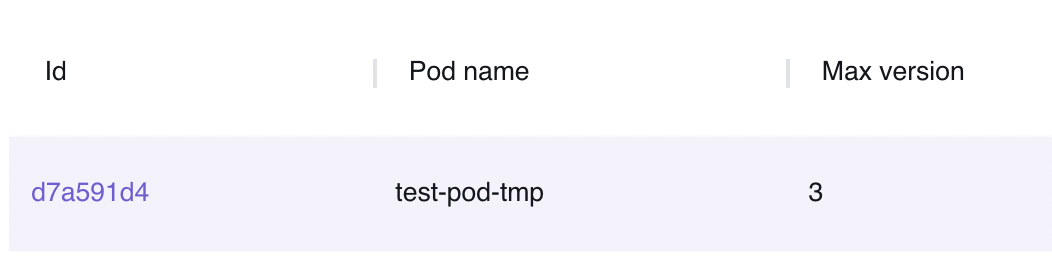 Id Pod name Max version
d7a591d4 test-pod-tmp 3